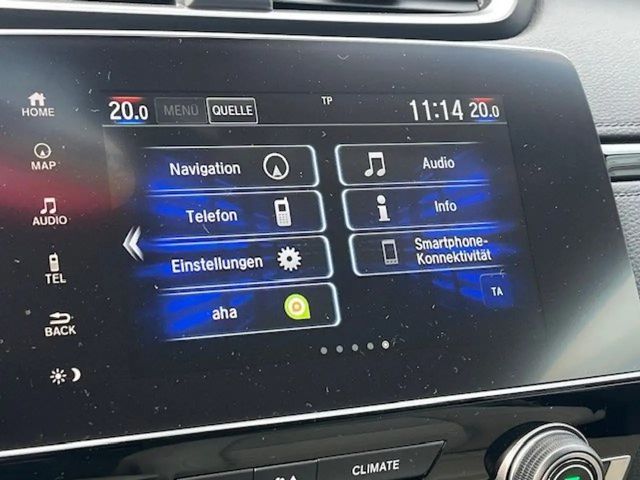 HOME
MAP
AUDIO
TEL
BACK
20.0 MENÜ QUELLE TP 11:14 20.0
Navigation
Audio
Telefon
Info
Einstellungen
Smartphone-
Konnektivität
aha
TA
CLIMATE